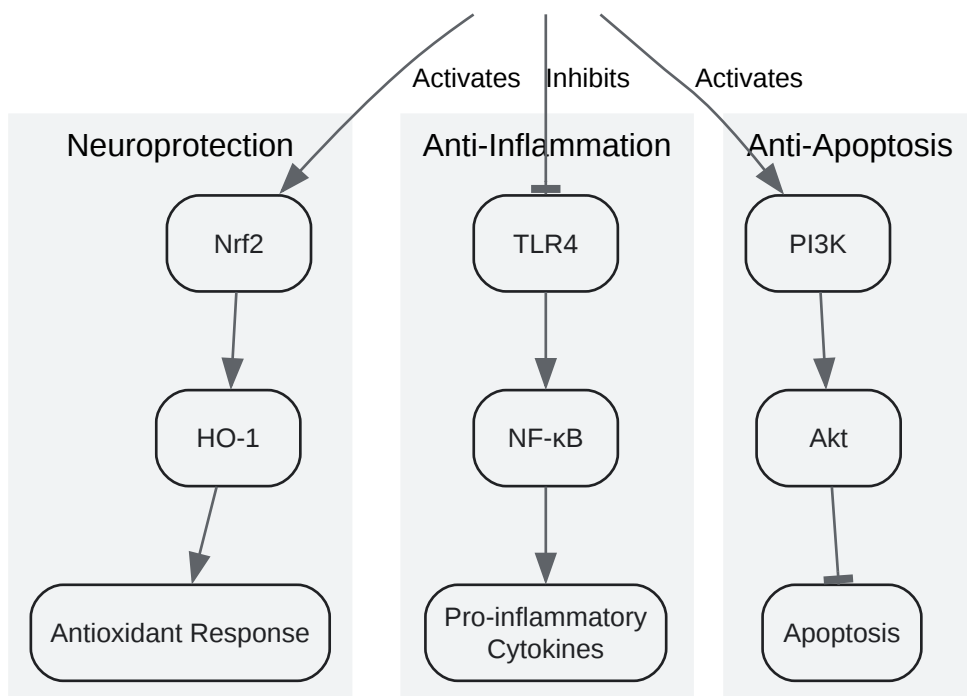 Activates
Inhibits
Activates
Neuroprotection
Anti-Inflammation
Anti-Apoptosis
Nrf2
TLR4
PI3K
HO-1
NF-κB
Akt
Antioxidant Response
Pro-inflammatory
Cytokines
Apoptosis